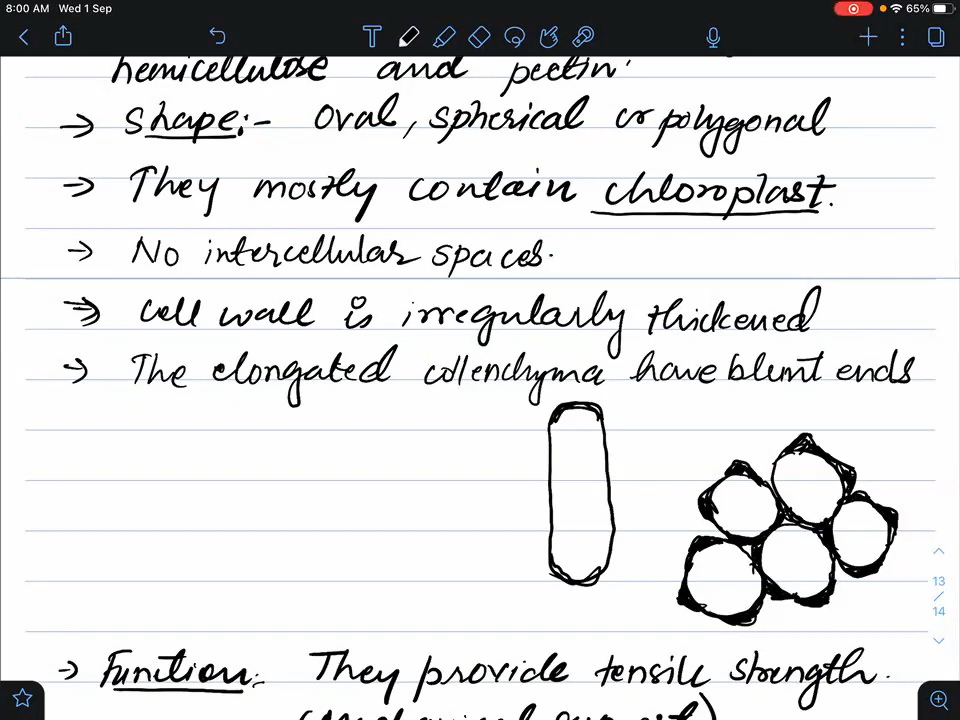 8:00 AM Wed 1 Sep 65%
hemicellulose and pectin.
→ Shape:- Oval, spherical or polygonal
→ They mostly contain chloroplast.
→ No intercellular spaces.
→ Cell wall is irregularly thickened
→ The elongated collenchyma have blunt ends
13
/
14
→ Function:- They provide tensile strength.
(Mechanical support)